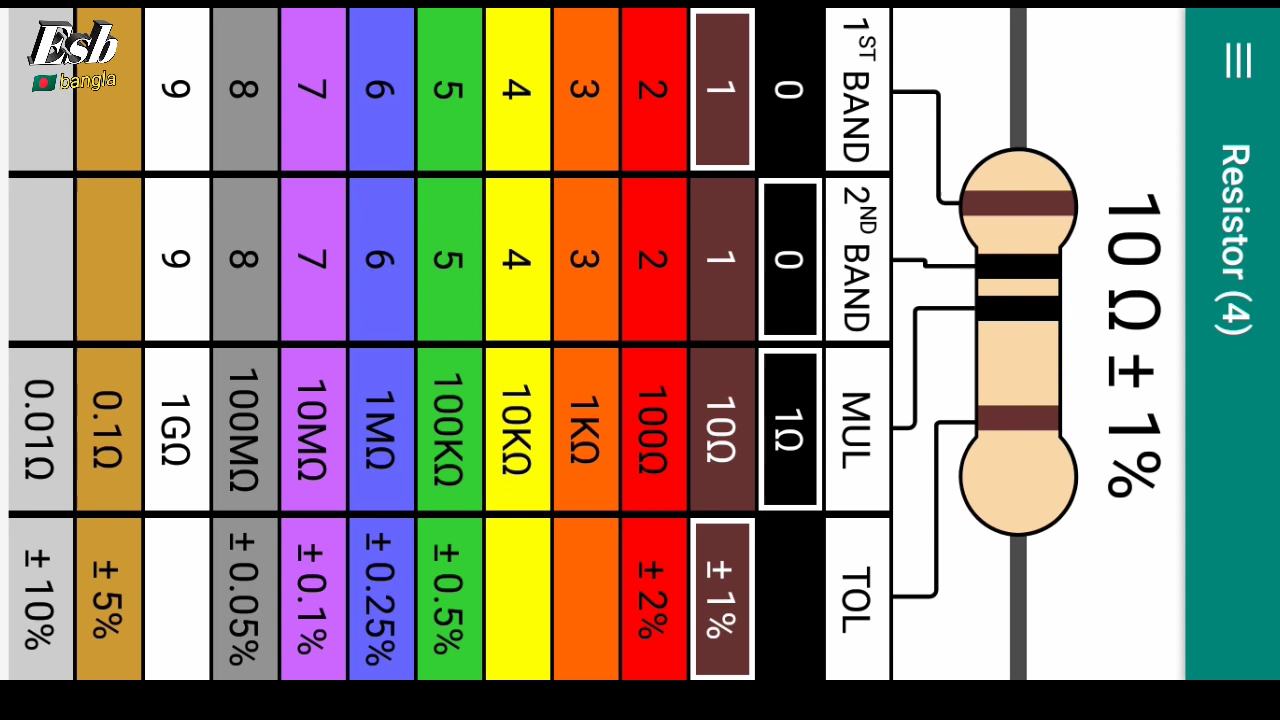 Esb
bangla
Resistor (4)
10 Ω ± 1%
1ST BAND 2ND BAND MUL TOL
0 0 1Ω
1 1 10Ω ± 1%
2 2 100Ω ± 2%
3 3 1KΩ
4 4 10KΩ
5 5 100KΩ ± 0.5%
6 6 1MΩ ± 0.25%
7 7 10MΩ ± 0.1%
8 8 100MΩ ± 0.05%
9 9 1GΩ
0.1Ω ± 5%
0.01Ω ± 10%